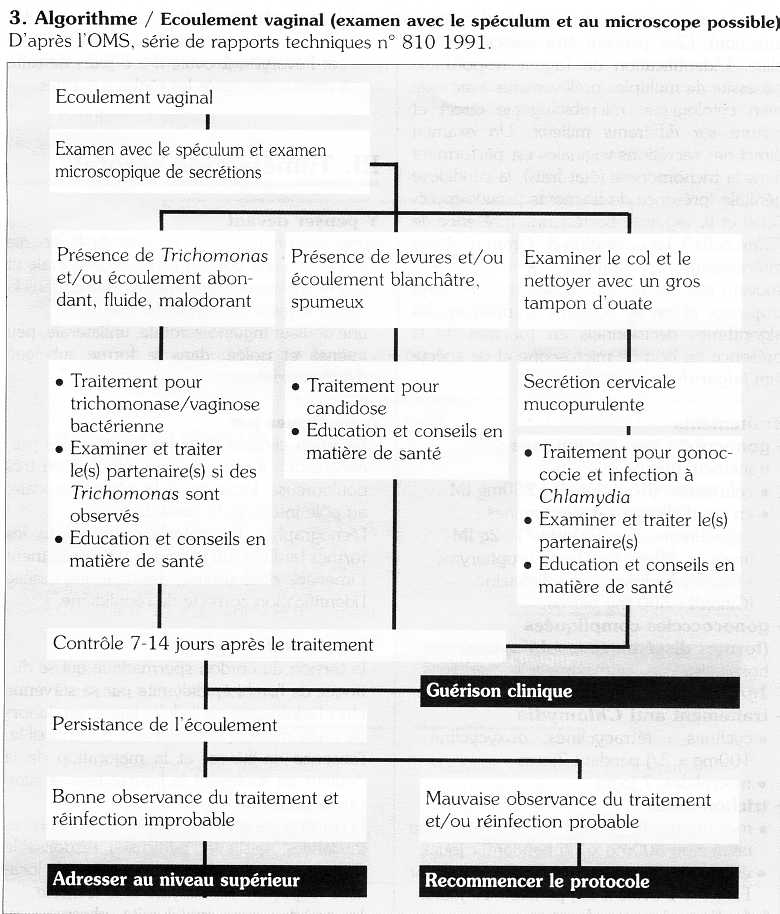 3. Algorithme / Ecoulement vaginal (examen avec le spéculum et au microscope possible)
D'après l'OMS, série de rapports techniques n° 810 1991.
Ecoulement vaginal
Examen avec le spéculum et examen
microscopique de secrétions
Présence de Trichomonas
et/ou écoulement abon-
dant, fluide, malodorant
Présence de levures et/ou
écoulement blanchâtre,
spumeux
Examiner le col et le
nettoyer avec un gros
tampon d'ouate
• Traitement pour
trichomonase/vaginose
bactérienne
• Examiner et traiter
le(s) partenaire(s) si des
Trichomonas sont
observés
• Education et conseils en
matière de santé
• Traitement pour
candidose
• Education et conseils en
matière de santé
Secrétion cervicale
mucopurulente
• Traitement pour gonoc-
coccie et infection à
Chlamydia
• Examiner et traiter le(s)
partenaire(s)
• Education et conseils en
matière de santé
Contrôle 7-14 jours après le traitement
Guérison clinique
Persistance de l'écoulement
Bonne observance du traitement et
réinfection improbable
Mauvaise observance du traitement
et/ou réinfection probable
Adresser au niveau supérieur
Recommencer le protocole